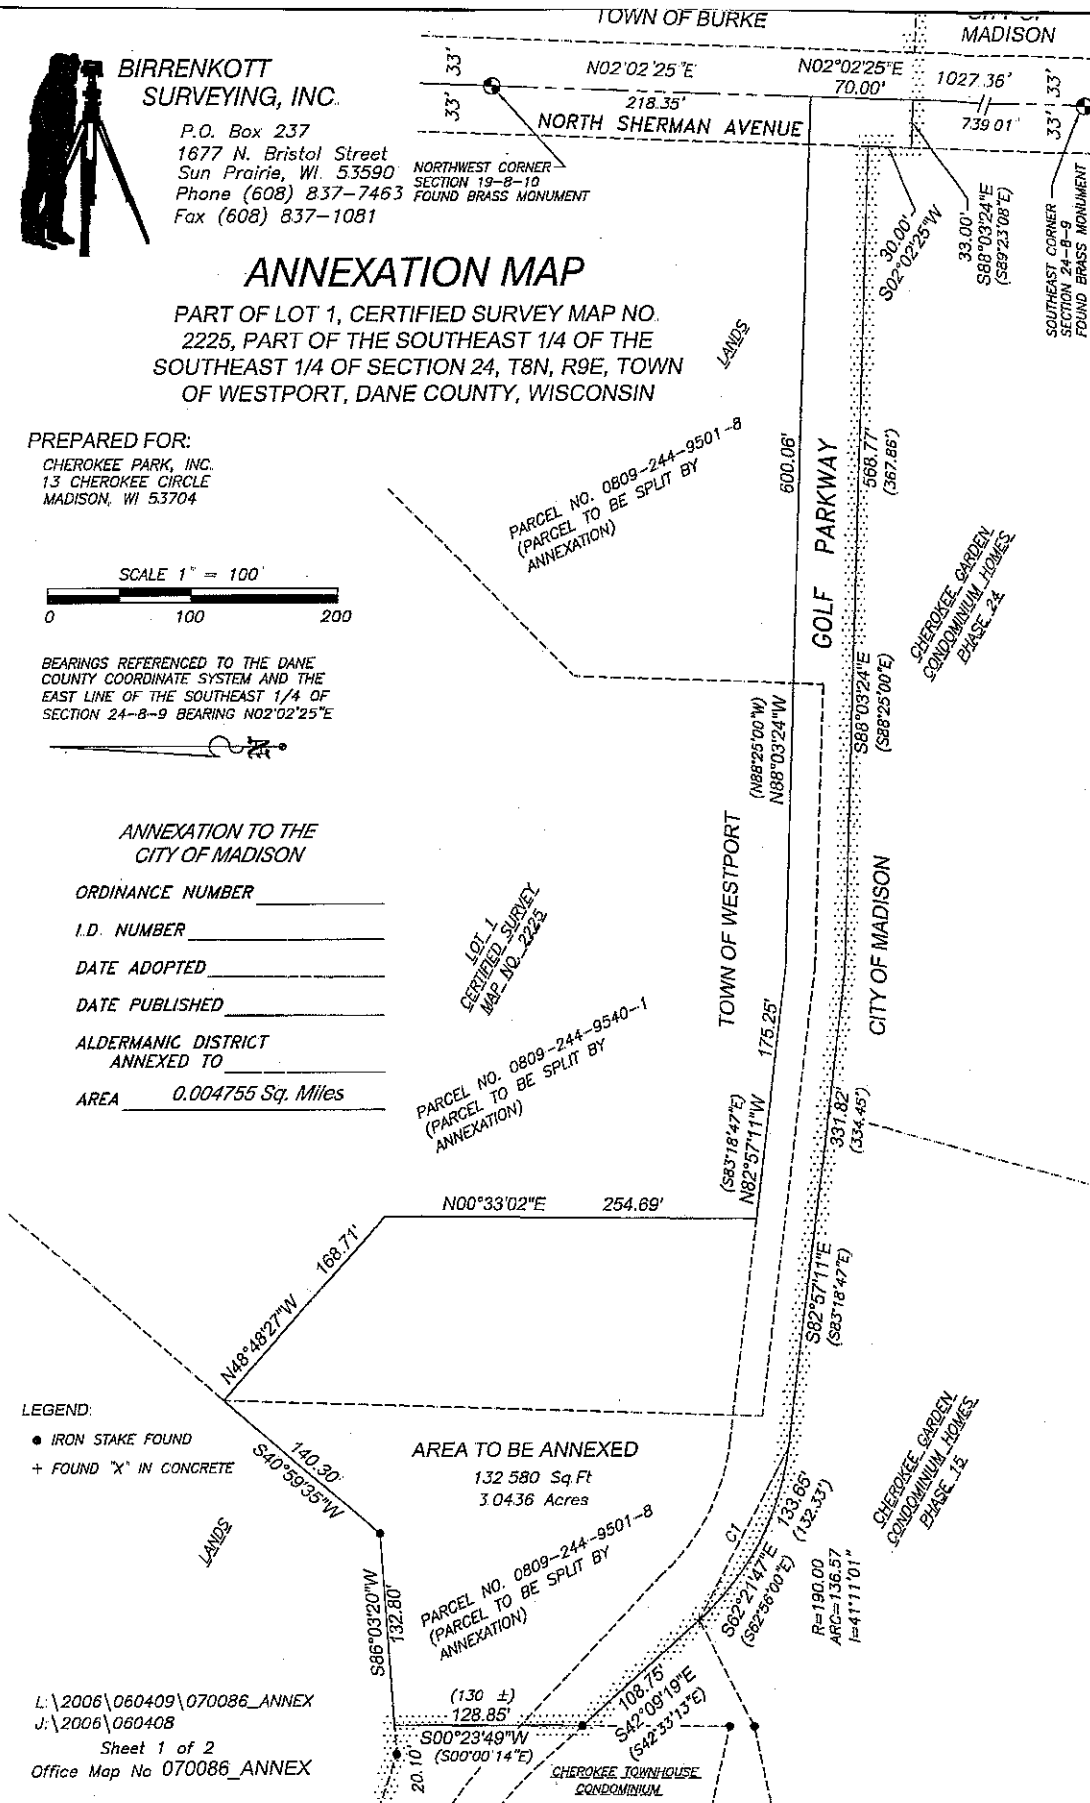 TOWN OF BURKE
CITY OF
MADISON
BIRRENKOTT
SURVEYING, INC.
P.O. Box 237
1677 N. Bristol Street
Sun Prairie, WI. 53590
Phone (608) 837-7463
Fax (608) 837-1081
33'
33'
N02°02'25"E
218.35'
N02°02'25"E
70.00'
1027.36'
739.01'
33'
33'
NORTH SHERMAN AVENUE
NORTHWEST CORNER
SECTION 19-8-10
FOUND BRASS MONUMENT
30.00'
S02°02'25"W
33.00'
S88°03'24"E
(S89°23'08"E)
SOUTHEAST CORNER
SECTION 24-8-9
FOUND BRASS MONUMENT
ANNEXATION MAP
PART OF LOT 1, CERTIFIED SURVEY MAP NO.
2225, PART OF THE SOUTHEAST 1/4 OF THE
SOUTHEAST 1/4 OF SECTION 24, T8N, R9E, TOWN
OF WESTPORT, DANE COUNTY, WISCONSIN
LANDS
PREPARED FOR:
CHEROKEE PARK, INC.
13 CHEROKEE CIRCLE
MADISON, WI 53704
PARCEL NO. 0809-244-9501-8
(PARCEL TO BE SPLIT BY
ANNEXATION)
600.06'
GOLF PARKWAY
568.77'
(367.86')
CHEROKEE GARDEN
CONDOMINIUM HOMES
PHASE 24
SCALE 1" = 100'
0 100 200
BEARINGS REFERENCED TO THE DANE
COUNTY COORDINATE SYSTEM AND THE
EAST LINE OF THE SOUTHEAST 1/4 OF
SECTION 24-8-9 BEARING N02°02'25"E
(N88°25'00"W)
N88°03'24"W
S88°03'24"E
(S88°25'00"E)
ANNEXATION TO THE
CITY OF MADISON
ORDINANCE NUMBER
I.D. NUMBER
DATE ADOPTED
DATE PUBLISHED
ALDERMANIC DISTRICT
ANNEXED TO
AREA 0.004755 Sq. Miles
LOT 1
CERTIFIED SURVEY
MAP NO. 2225
TOWN OF WESTPORT
CITY OF MADISON
PARCEL NO. 0809-244-9540-1
(PARCEL TO BE SPLIT BY
ANNEXATION)
175.25'
(S83°18'47"E)
N82°57'11"W
331.82'
(334.45')
N00°33'02"E 254.69'
168.71'
N48°48'27"W
S82°57'11"E
(S83°18'47"E)
LEGEND:
● IRON STAKE FOUND
+ FOUND "X" IN CONCRETE
140.30'
S40°59'35"W
LANDS
AREA TO BE ANNEXED
132,580 Sq.Ft
3.0436 Acres
CHEROKEE GARDEN
CONDOMINIUM HOMES
PHASE 15
C1
133.65'
(132.33')
S62°21'47"E
(S62°56'00"E)
R=190.00
ARC=136.57
I=41°11'01"
PARCEL NO. 0809-244-9501-8
(PARCEL TO BE SPLIT BY
ANNEXATION)
S86°03'20"W
132.80'
(130 ±)
128.85'
S00°23'49"W
(S00°00'14"E)
20.10'
108.75'
S42°09'19"E
(S42°33'13"E)
CHEROKEE TOWNHOUSE
CONDOMINIUM
L:\2006\060409\070086_ANNEX
J:\2006\060408
Sheet 1 of 2
Office Map No 070086_ANNEX